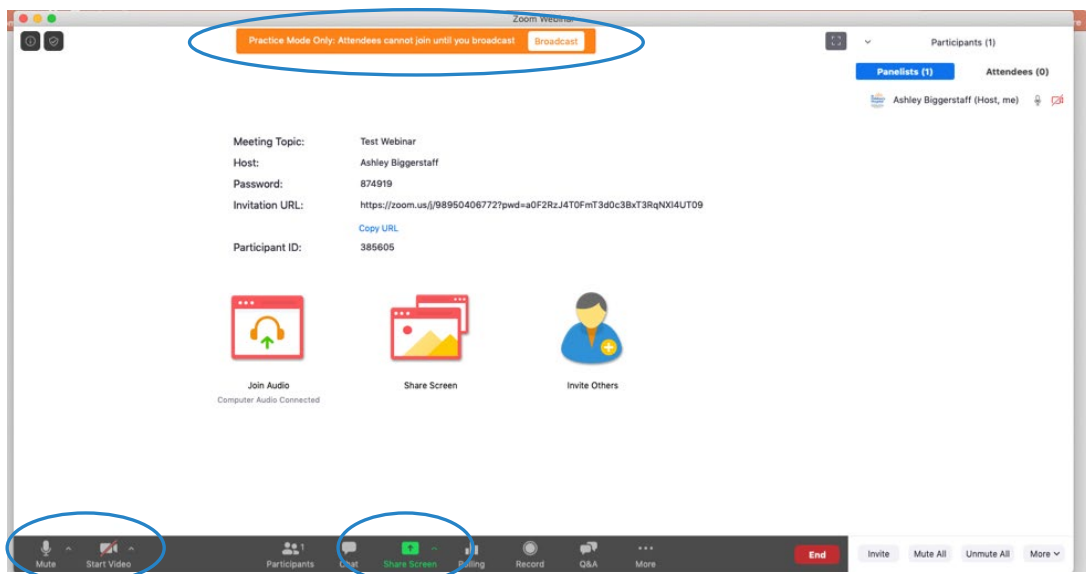 Zoom Webinar
Practice Mode Only: Attendees cannot join until you broadcast Broadcast
Participants (1)
Panelists (1) Attendees (0)
Ashley Biggerstaff (Host, me)
Meeting Topic: Test Webinar
Host: Ashley Biggerstaff
Password: 874919
Invitation URL: https://zoom.us/j/98950406772?pwd=a0F2RzJ4T0FmT3d0c3BxT3RqNXl4UT09
Copy URL
Participant ID: 385605
Join Audio Share Screen Invite Others
Computer Audio Connected
1
Mute Start Video Participants Chat Share Screen Polling Record Q&A More End Invite Mute All Unmute All More